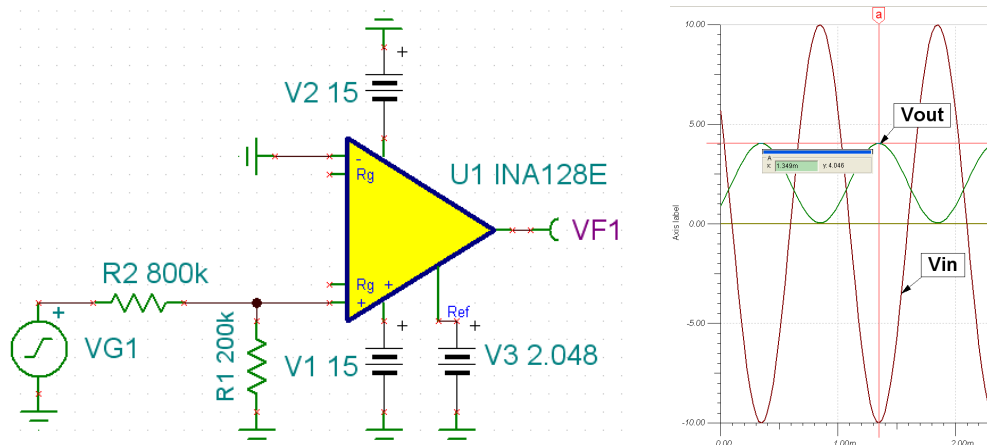 V2 15
+
-
Rg
U1 INA128E
VF1
R2 800k
Rg
+
+
Ref
+
VG1
R1 200k
V1 15
+
V3 2.048
+
a
10.00
5.00
0.00
-5.00
-10.00
Axis label
Vout
A
X: 1.349m Y: 4.046
Vin
0.00
1.00m
2.00m